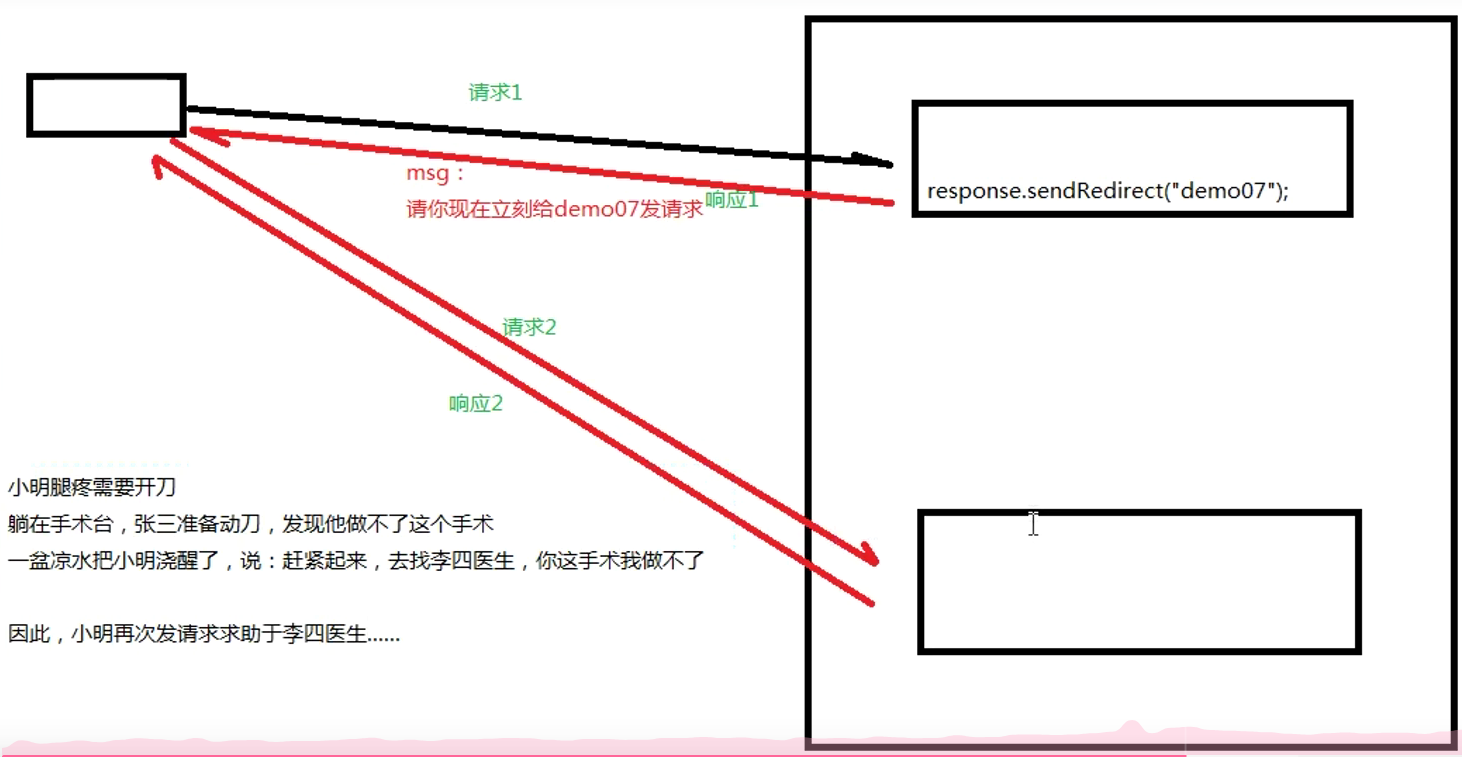 请求1
msg：
请你现在立刻给demo07发请求
响应1
response.sendRedirect("demo07");
请求2
响应2
小明腿疼需要开刀
躺在手术台，张三准备动刀，发现他做不了这个手术
一盆凉水把小明浇醒了，说：赶紧起来，去找李四医生，你这手术我做不了
因此，小明再次发请求求助于李四医生......